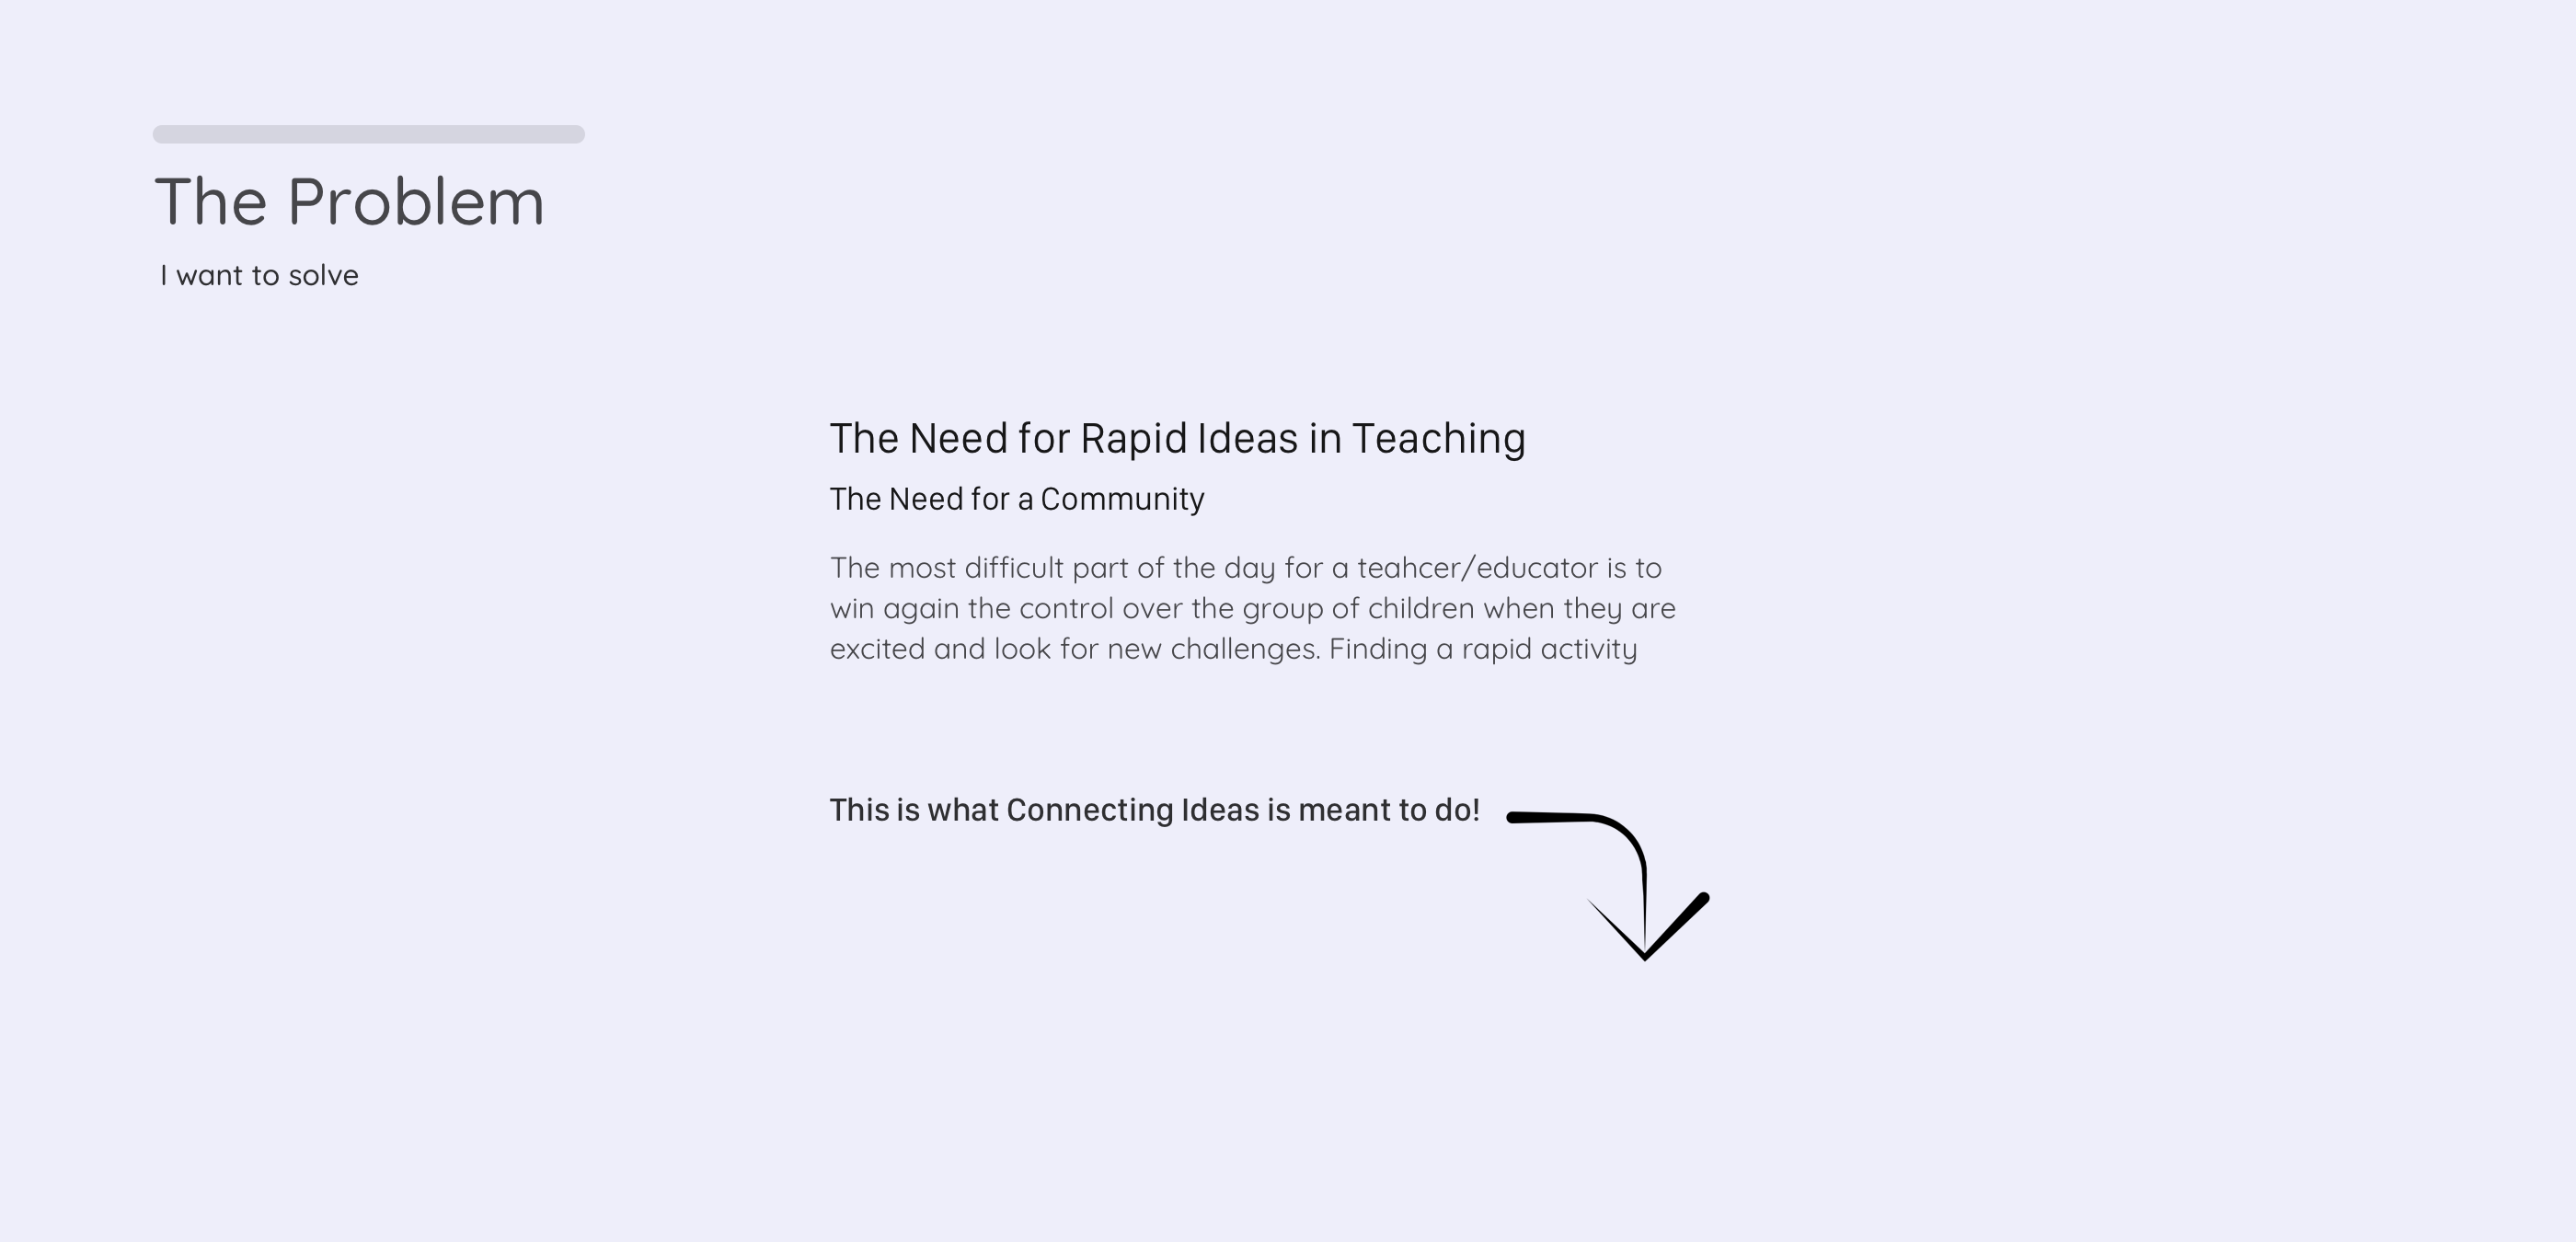 The Problem
I want to solve
The Need for Rapid Ideas in Teaching
The Need for a Community
The most difficult part of the day for a teahcer/educator is to
win again the control over the group of children when they are
excited and look for new challenges. Finding a rapid activity
This is what Connecting Ideas is meant to do!